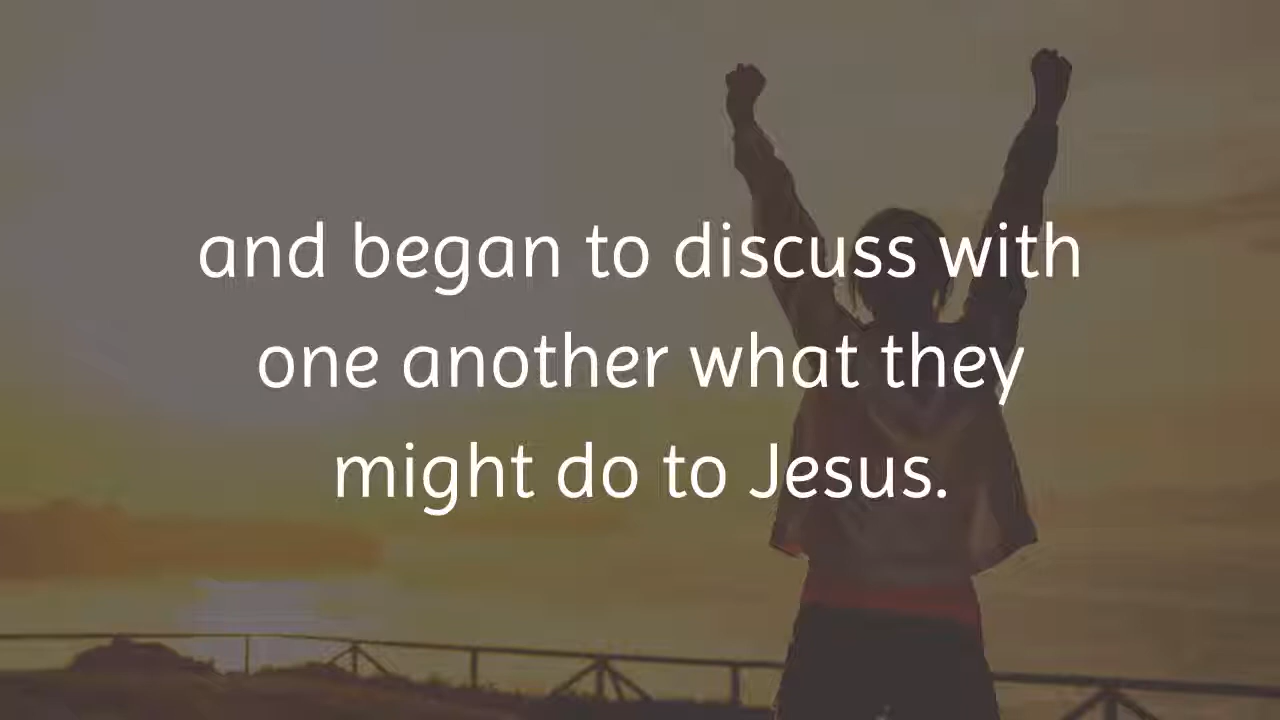 and began to discuss with
one another what they
might do to Jesus.